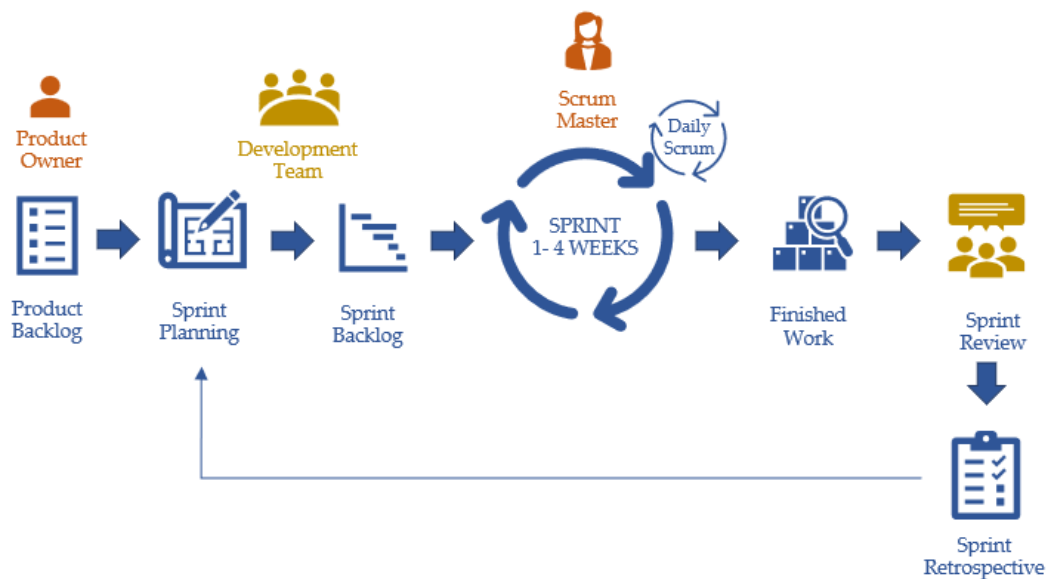 Product
Owner
Development
Team
Scrum
Master
Daily
Scrum
SPRINT
1- 4 WEEKS
Product
Backlog
Sprint
Planning
Sprint
Backlog
Finished
Work
Sprint
Review
Sprint
Retrospective